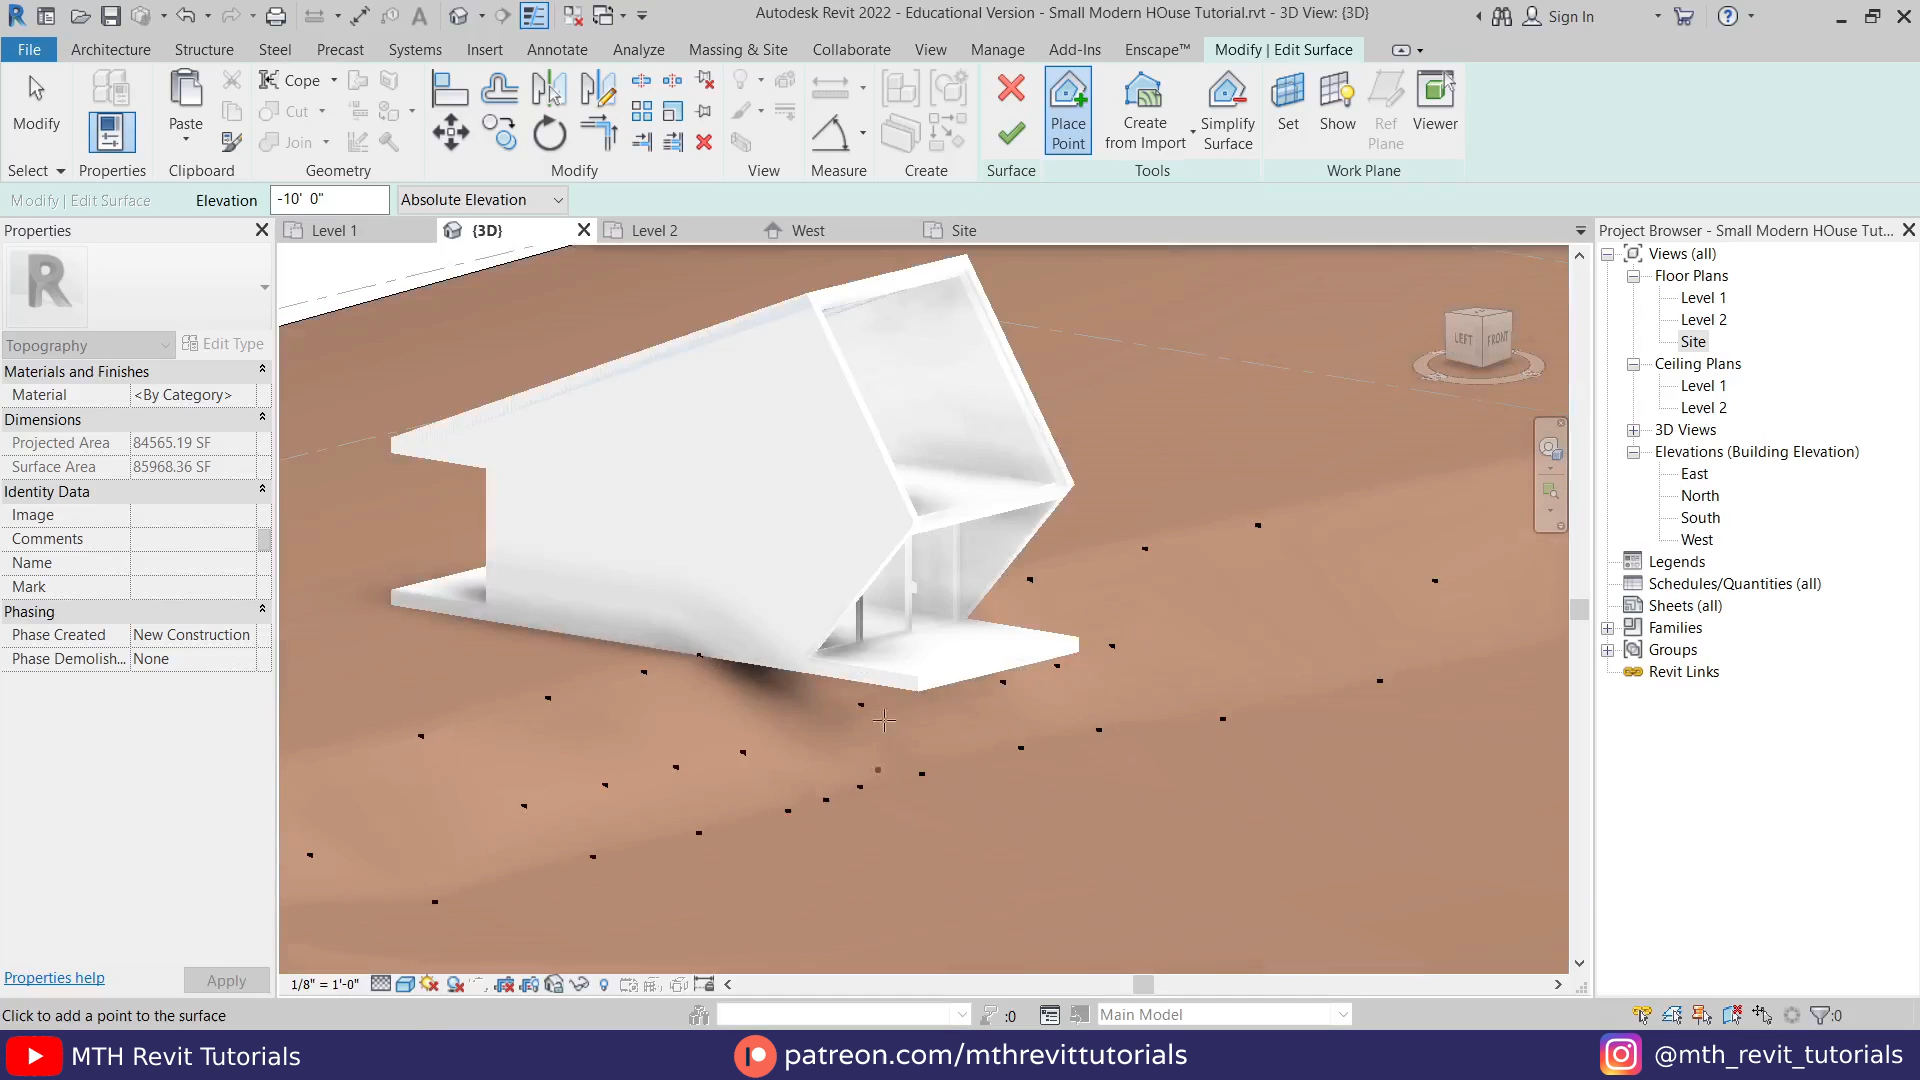 Autodesk Revit 2022 - Educational Version - Small Modern HOuse Tutorial.rvt - 3D View: {3D}
Sign In
File Architecture Structure Steel Precast Systems Insert Annotate Analyze Massing & Site Collaborate View Manage Add-Ins Enscape™ Modify | Edit Surface
Modify
Paste
Cope
Cut
Join
Place Point
Create from Import
Simplify Surface
Set
Show
Ref Plane
Viewer
Select Properties Clipboard Geometry Modify View Measure Create Surface Tools Work Plane
Modify | Edit Surface Elevation -10' 0" Absolute Elevation
Properties
Level 1 {3D} Level 2 West Site
Project Browser - Small Modern HOuse Tut...
R
Topography Edit Type
Materials and Finishes
Material <By Category>
Dimensions
Projected Area 84565.19 SF
Surface Area 85968.36 SF
Identity Data
Image
Comments
Name
Mark
Phasing
Phase Created New Construction
Phase Demolish... None
Properties help Apply
LEFT FRONT
Views (all)
Floor Plans
Level 1
Level 2
Site
Ceiling Plans
Level 1
Level 2
3D Views
Elevations (Building Elevation)
East
North
South
West
Legends
Schedules/Quantities (all)
Sheets (all)
Families
Groups
Revit Links
1/8" = 1'-0"
Click to add a point to the surface
:0
Main Model
:0
MTH Revit Tutorials
patreon.com/mthrevittutorials
@mth_revit_tutorials